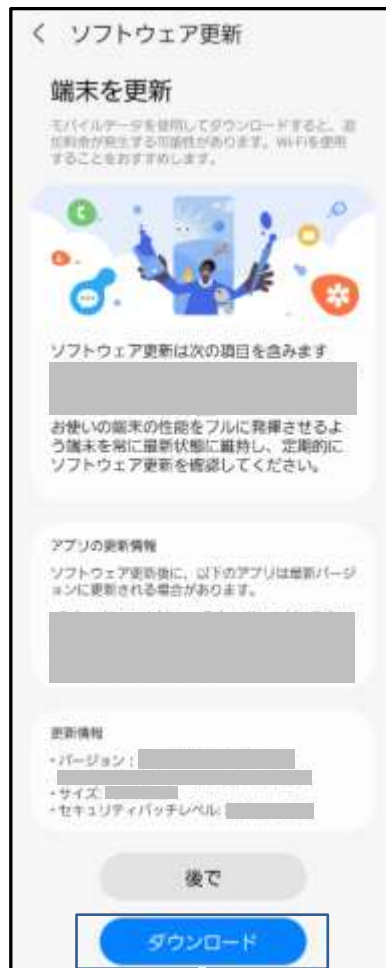 ソフトウェア更新
端末を更新
モバイルデータを使用してダウンロードすると、追
加料金が発生する可能性があります。Wi-Fiを使用
することをおすすめします。
ソフトウェア更新は次の項目を含みます
お使いの端末の性能をフルに発揮させるよ
う端末を常に最新状態に維持し、定期的に
ソフトウェア更新を確認してください。
アプリの更新情報
ソフトウェア更新後に、以下のアプリは最新バージ
ョンに更新される場合があります。
更新情報
・バージョン：
・サイズ:
・セキュリティパッチレベル:
後で
ダウンロード